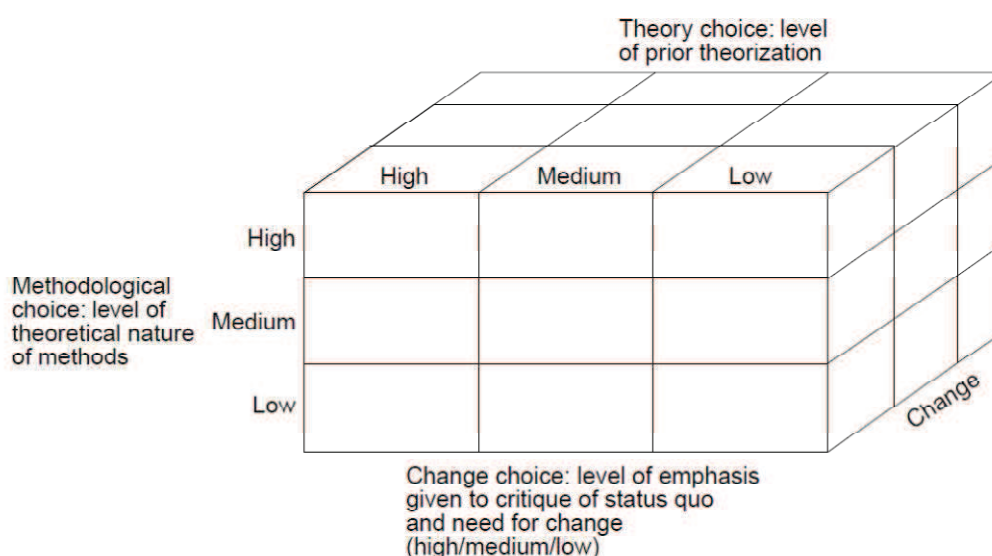 Theory choice: level
of prior theorization
High Medium Low
High
Methodological
choice: level of
theoretical nature
of methods
Medium
Low
Change
Change choice: level of emphasis
given to critique of status quo
and need for change
(high/medium/low)